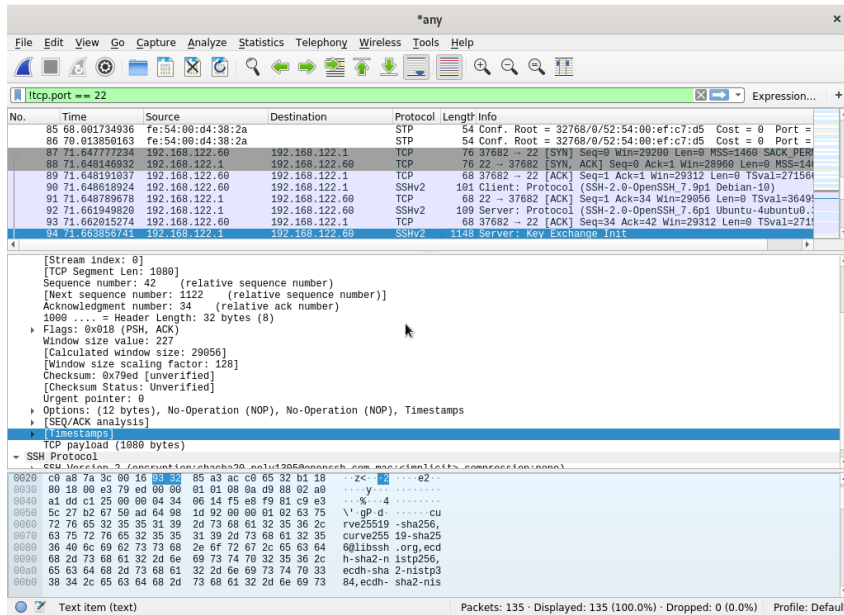 *any
File Edit View Go Capture Analyze Statistics Telephony Wireless Tools Help
!tcp.port == 22
Expression... +
No. Time Source Destination Protocol Length Info
85 68.001734936 fe:54:00:d4:38:2a STP 54 Conf. Root = 32768/0/52:54:00:ef:c7:d5 Cost = 0 Port =
86 70.013850163 fe:54:00:d4:38:2a STP 54 Conf. Root = 32768/0/52:54:00:ef:c7:d5 Cost = 0 Port =
87 71.647777234 192.168.122.60 192.168.122.1 TCP 76 37682 → 22 [SYN] Seq=0 Win=29200 Len=0 MSS=1460 SACK_PER
88 71.648146932 192.168.122.1 192.168.122.60 TCP 76 22 → 37682 [SYN, ACK] Seq=0 Ack=1 Win=28960 Len=0 MSS=146
89 71.648191037 192.168.122.60 192.168.122.1 TCP 68 37682 → 22 [ACK] Seq=1 Ack=1 Win=29312 Len=0 TSval=27156
90 71.648618924 192.168.122.60 192.168.122.1 SSHv2 101 Client: Protocol (SSH-2.0-OpenSSH_7.9p1 Debian-10)
91 71.648789678 192.168.122.1 192.168.122.60 TCP 68 22 → 37682 [ACK] Seq=1 Ack=34 Win=29056 Len=0 TSval=3649
92 71.661949820 192.168.122.1 192.168.122.60 SSHv2 109 Server: Protocol (SSH-2.0-OpenSSH_7.6p1 Ubuntu-4ubuntu0.
93 71.662015274 192.168.122.60 192.168.122.1 TCP 68 37682 → 22 [ACK] Seq=34 Ack=42 Win=29312 Len=0 TSval=271
94 71.663856741 192.168.122.1 192.168.122.60 SSHv2 1148 Server: Key Exchange Init
[Stream index: 0]
[TCP Segment Len: 1080]
Sequence number: 42 (relative sequence number)
[Next sequence number: 1122 (relative sequence number)]
Acknowledgment number: 34 (relative ack number)
1000 .... = Header Length: 32 bytes (8)
Flags: 0x018 (PSH, ACK)
Window size value: 227
[Calculated window size: 29056]
[Window size scaling factor: 128]
Checksum: 0x79ed [unverified]
[Checksum Status: Unverified]
Urgent pointer: 0
Options: (12 bytes), No-Operation (NOP), No-Operation (NOP), Timestamps
[SEQ/ACK analysis]
[Timestamps]
TCP payload (1080 bytes)
SSH Protocol
SSH Version 2 (encryption:chacha20-poly1305@openssh.com mac:<implicit> compression:none)
0020 c0 a8 7a 3c 00 16 93 32 85 a3 ac c0 65 32 b1 18 ··z<···2 ····e2··
0030 80 18 00 e3 79 ed 00 00 01 01 08 0a d9 88 02 a0 ····y··· ········
0040 a1 dd c1 25 00 00 04 34 06 14 f5 e8 f9 81 c9 e3 ···%···4 ········
0050 5c 27 b2 67 50 ad 64 98 1d 92 00 00 01 02 63 75 \'·gP·d· ······cu
0060 72 76 65 32 35 35 31 39 2d 73 68 61 32 35 36 2c rve25519 -sha256,
0070 63 75 72 76 65 32 35 35 31 39 2d 73 68 61 32 35 curve255 19-sha25
0080 36 40 6c 69 62 73 73 68 2e 6f 72 67 2c 65 63 64 6@libssh .org,ecd
0090 68 2d 73 68 61 32 2d 6e 69 73 74 70 32 35 36 2c h-sha2-n istp256,
00a0 65 63 64 68 2d 73 68 61 32 2d 6e 69 73 74 70 33 ecdh-sha 2-nistp3
00b0 38 34 2c 65 63 64 68 2d 73 68 61 32 2d 6e 69 73 84,ecdh- sha2-nis
Text item (text) Packets: 135 · Displayed: 135 (100.0%) · Dropped: 0 (0.0%) Profile: Defaul